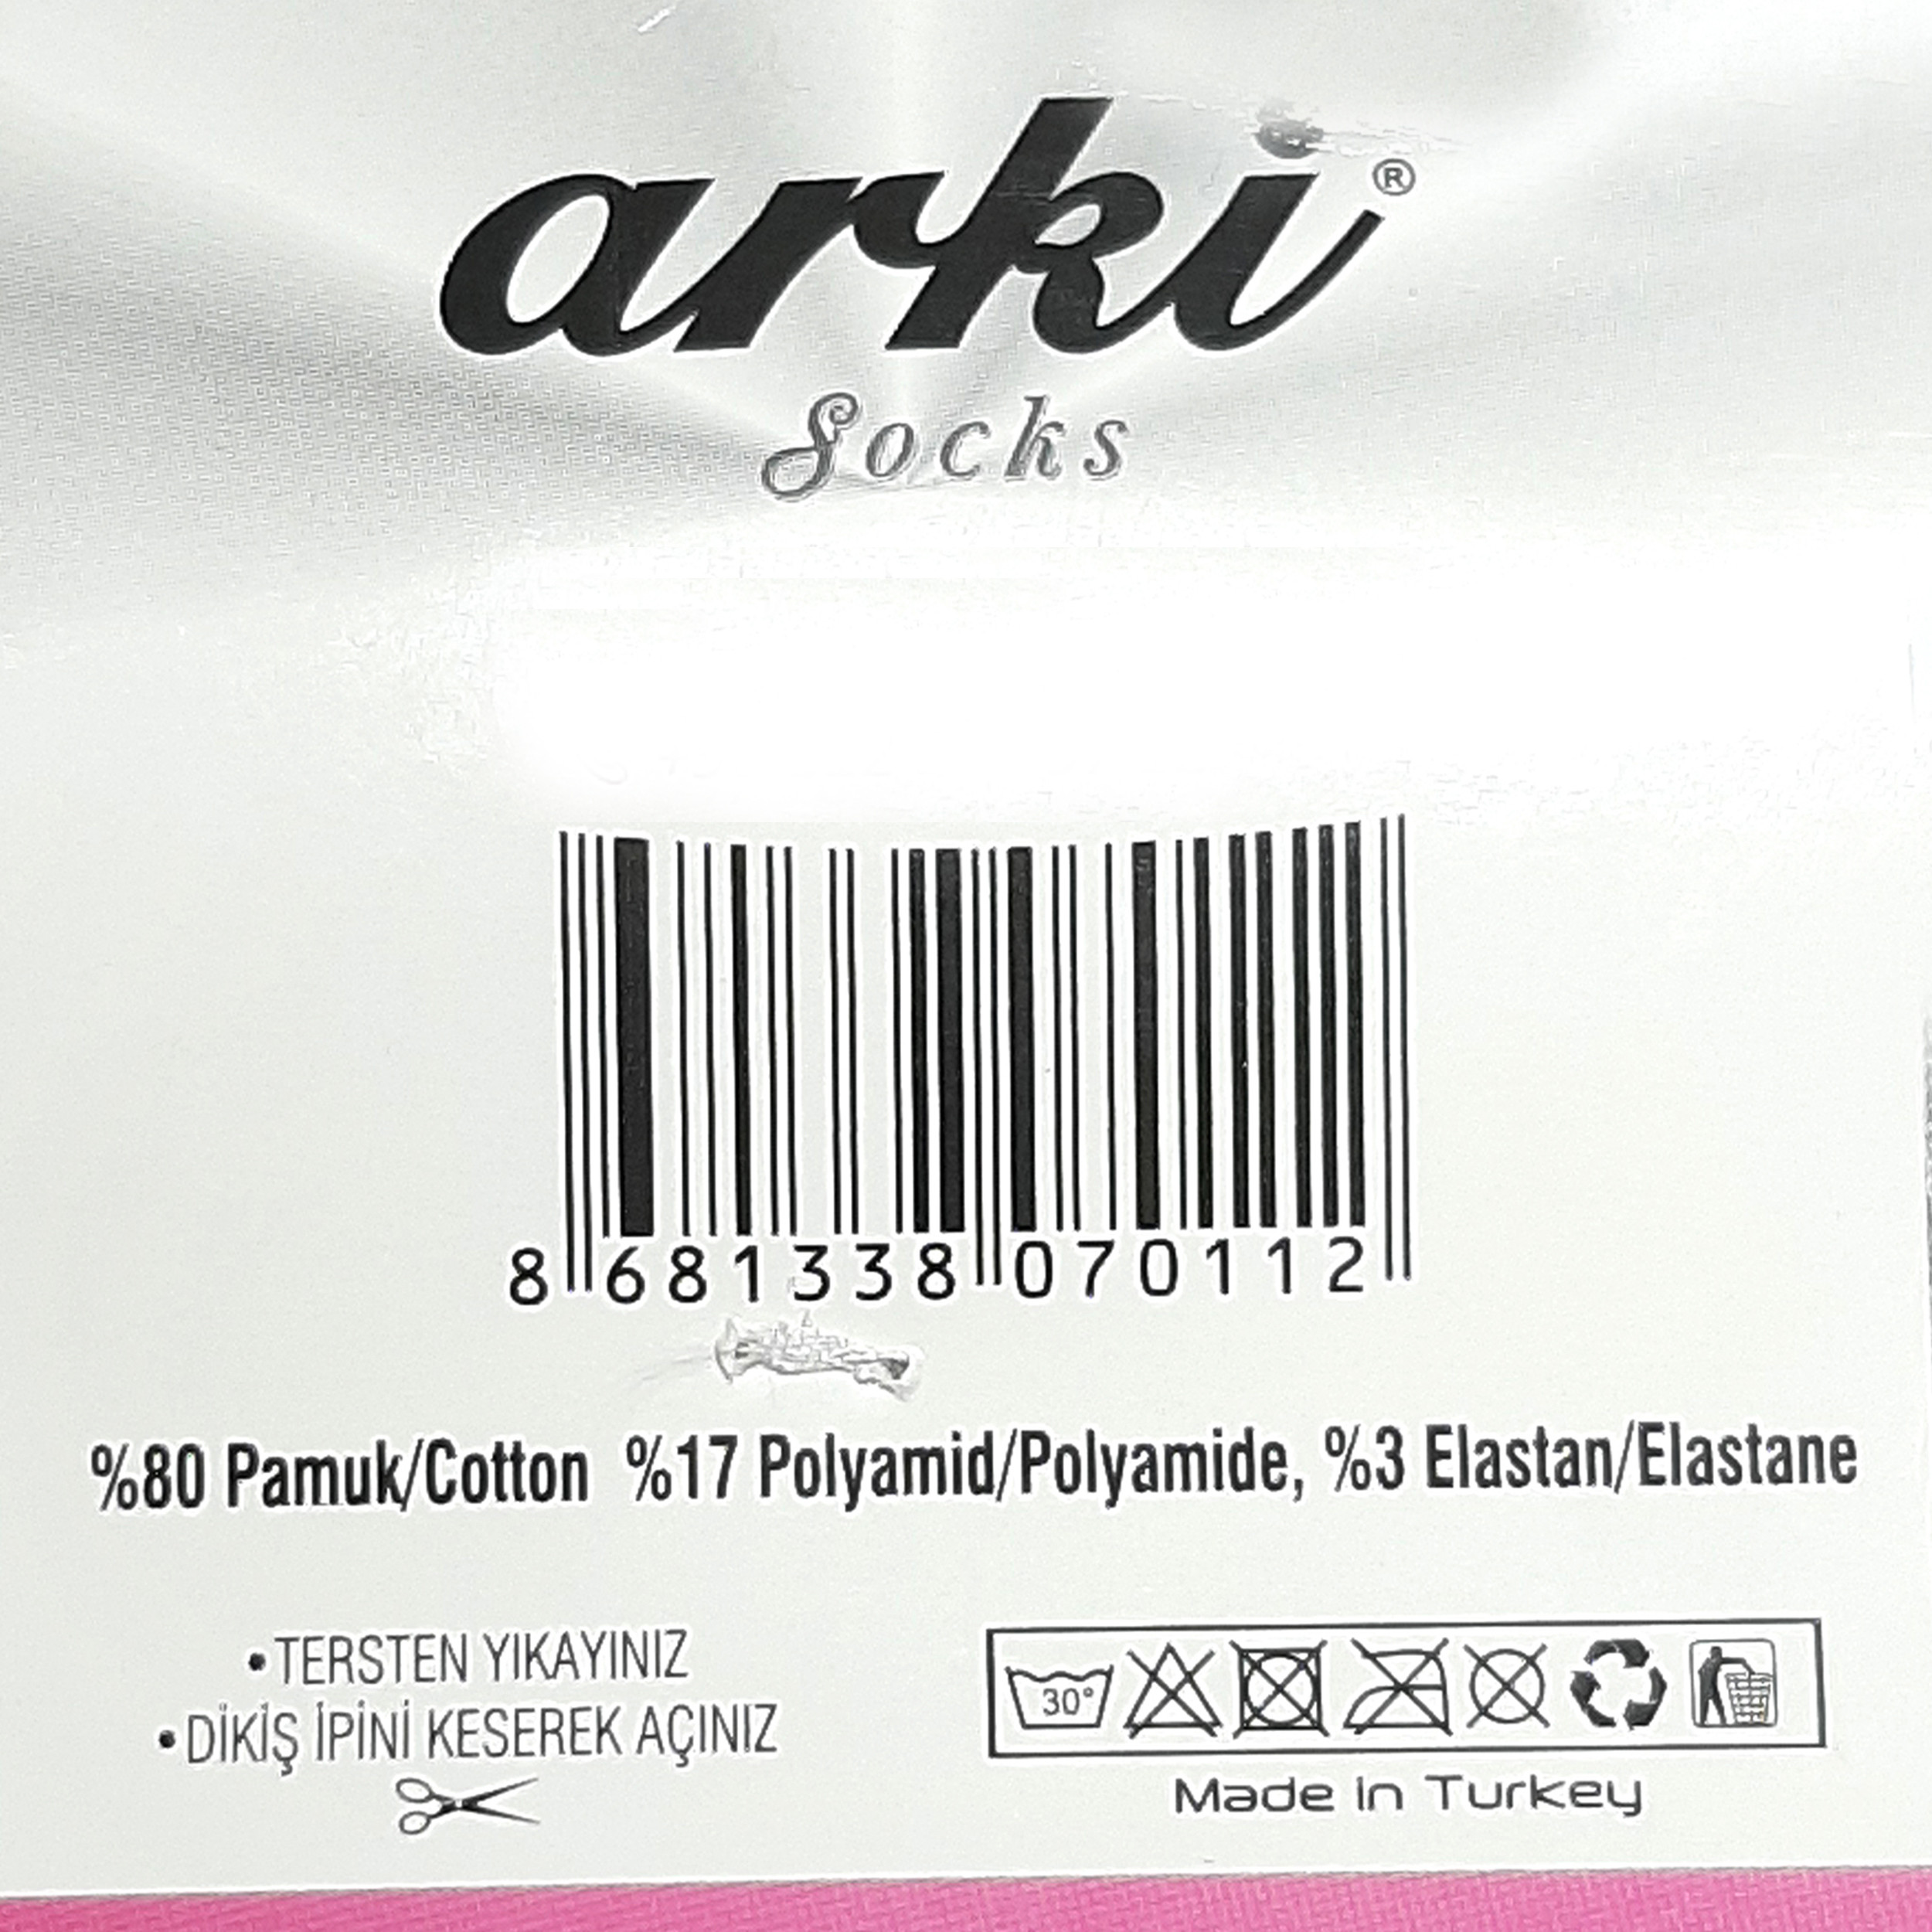 arki®
Socks
8 681338 070112
%80 Pamuk/Cotton %17 Polyamid/Polyamide, %3 Elastan/Elastane
•TERSTEN YIKAYINIZ
•DİKİŞ İPİNİ KESEREK AÇINIZ
30°
Made in Turkey